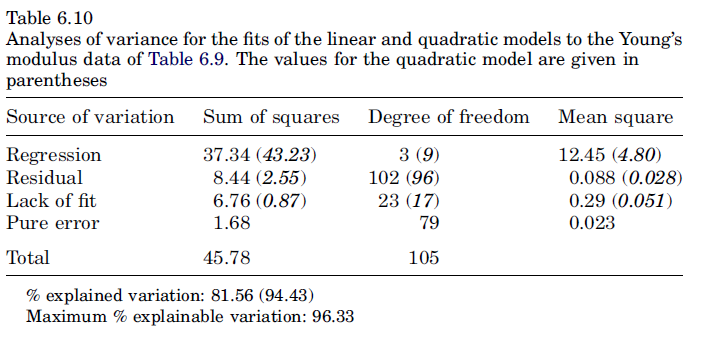 Table 6.10
Analyses of variance for the fits of the linear and quadratic models to the Young's
modulus data of Table 6.9. The values for the quadratic model are given in
parentheses
Source of variation Sum of squares Degree of freedom Mean square
Regression 37.34 (43.23) 3 (9) 12.45 (4.80)
Residual 8.44 (2.55) 102 (96) 0.088 (0.028)
Lack of fit 6.76 (0.87) 23 (17) 0.29 (0.051)
Pure error 1.68 79 0.023
Total 45.78 105
% explained variation: 81.56 (94.43)
Maximum % explainable variation: 96.33